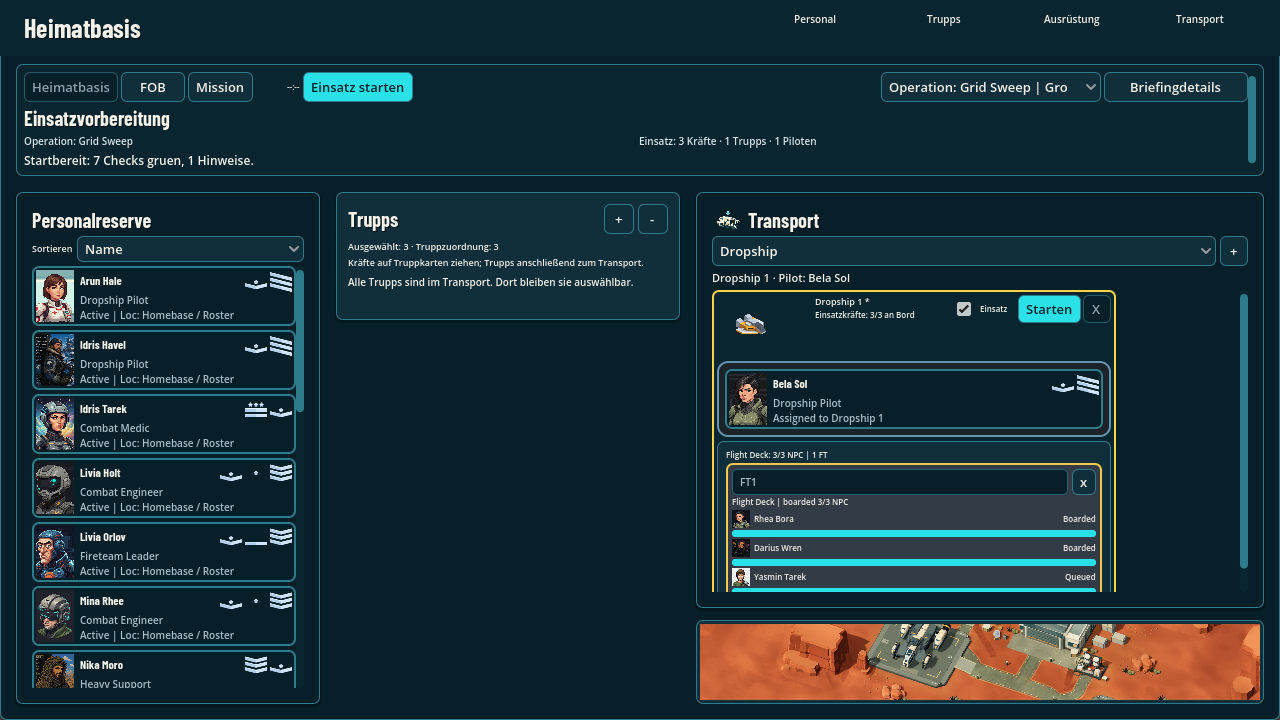 Heimatbasis
Personal
Trupps
Ausrüstung
Transport
Heimatbasis
FOB
Mission
--:--
Einsatz starten
Operation: Grid Sweep | Gro
Briefingdetails
Einsatzvorbereitung
Operation: Grid Sweep
Einsatz: 3 Kräfte · 1 Trupps · 1 Piloten
Startbereit: 7 Checks gruen, 1 Hinweise.
Personalreserve
Sortieren
Name
Arun Hale
Dropship Pilot
Active | Loc: Homebase / Roster
Idris Havel
Dropship Pilot
Active | Loc: Homebase / Roster
Idris Tarek
Combat Medic
Active | Loc: Homebase / Roster
Livia Holt
Combat Engineer
Active | Loc: Homebase / Roster
Livia Orlov
Fireteam Leader
Active | Loc: Homebase / Roster
Mina Rhee
Combat Engineer
Active | Loc: Homebase / Roster
Nika Moro
Heavy Support
Trupps
+
-
Ausgewählt: 3 · Truppzuordnung: 3
Kräfte auf Truppkarten ziehen; Trupps anschließend zum Transport.
Alle Trupps sind im Transport. Dort bleiben sie auswählbar.
Transport
Dropship
+
Dropship 1 · Pilot: Bela Sol
Dropship 1 *
Einsatzkräfte: 3/3 an Bord
Einsatz
Starten
X
Bela Sol
Dropship Pilot
Assigned to Dropship 1
Flight Deck: 3/3 NPC | 1 FT
FT1
x
Flight Deck | boarded 3/3 NPC
Rhea Bora
Boarded
Darius Wren
Boarded
Yasmin Tarek
Queued